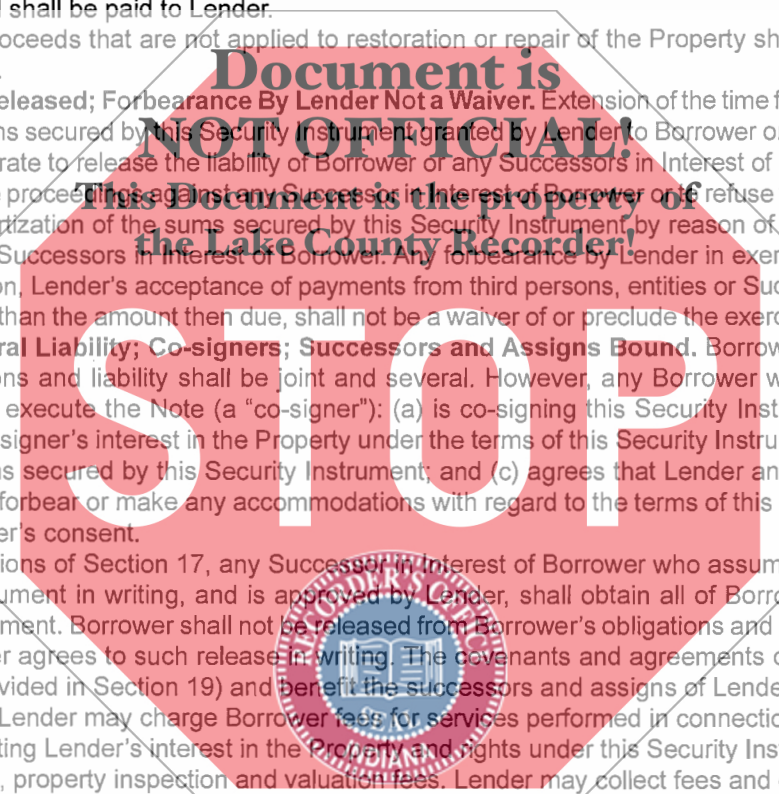 l shall be paid to Lender.
oceeds that are not applied to restoration or repair of the Property sh
Document is
eleased; Forbearance By Lender Not a Waiver. Extension of the time f
ns secured by this Security Instrument granted by Lender to Borrower o
NOT OFFICIAL!
rate to release the liability of Borrower or any Successors in Interest of
proceedings against any Successor in Interest of Borrower or to refuse
This Document is the property of
rtization of the sums secured by this Security Instrument by reason of
the Lake County Recorder!
Successors in Interest of Borrower. Any forbearance by Lender in exer
on, Lender's acceptance of payments from third persons, entities or Suc
than the amount then due, shall not be a waiver of or preclude the exerc
STOP
ral Liability; Co-signers; Successors and Assigns Bound. Borrow
ns and liability shall be joint and several. However, any Borrower w
execute the Note (a “co-signer”): (a) is co-signing this Security Inst
signer's interest in the Property under the terms of this Security Instru
ns secured by this Security Instrument; and (c) agrees that Lender an
forbear or make any accommodations with regard to the terms of this
er's consent.
ions of Section 17, any Successor in Interest of Borrower who assum
ument in writing, and is approved by Lender, shall obtain all of Borro
ment. Borrower shall not be released from Borrower's obligations and
r agrees to such release in writing. The covenants and agreements o
vided in Section 19) and benefit the successors and assigns of Lende
Lender may charge Borrower fees for services performed in connectio
ting Lender's interest in the Property and rights under this Security Ins
, property inspection and valuation fees. Lender may collect fees and
RECORDER'S OFFICE
SEAL
INDIANA